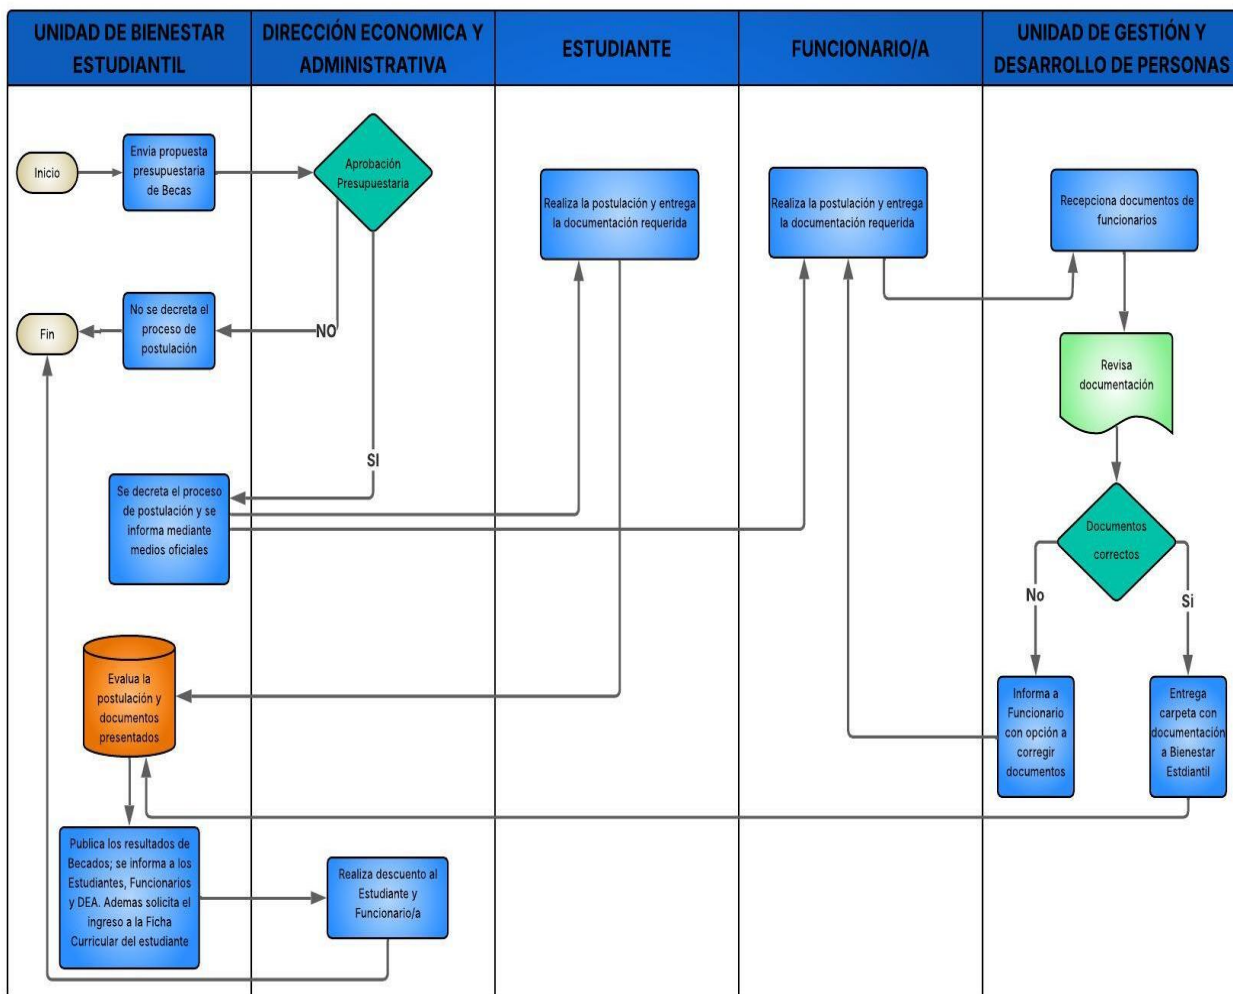 UNIDAD DE BIENESTAR
ESTUDIANTIL
DIRECCIÓN ECONOMICA Y
ADMINISTRATIVA
ESTUDIANTE
FUNCIONARIO/A
UNIDAD DE GESTIÓN Y
DESARROLLO DE PERSONAS
Inicio
Envia propuesta
presupuestaria
de Becas
Aprobación
Presupuestaria
Realiza la postulación y entrega
la documentación requerida
Realiza la postulación y entrega
la documentación requerida
Recepciona documentos de
funcionarios
Fin
No se decreta el
proceso de
postulación
NO
Revisa
documentación
SI
Se decreta el proceso
de postulación y se
informa mediante
medios oficiales
Documentos
correctos
No
Si
Evalua la
postulación y
documentos
presentados
Informa a
Funcionario
con opción a
corregir
documentos
Entrega
carpeta con
documentación
a Bienestar
Estdiantil
Publica los resultados de
Becados; se informa a los
Estudiantes, Funcionarios
y DEA. Ademas solicita el
ingreso a la Ficha
Curricular del estudiante
Realiza descuento al
Estudiante y
Funcionario/a